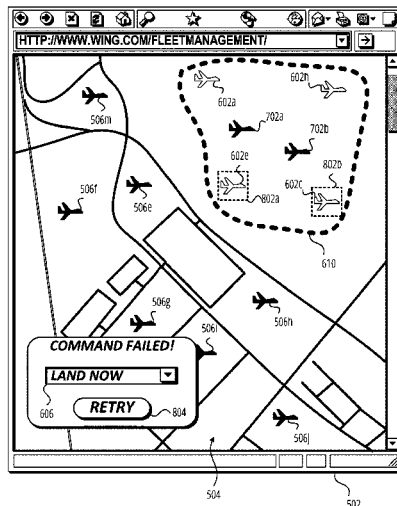 HTTP://WWW.WING.COM/FLEETMANAGEMENT/
602a
602h
506m
702a
702b
602e
802b
506f
506e
802a
602c
610
506g
506h
506i
COMMAND FAILED!
LAND NOW
606
RETRY
804
506j
504
502